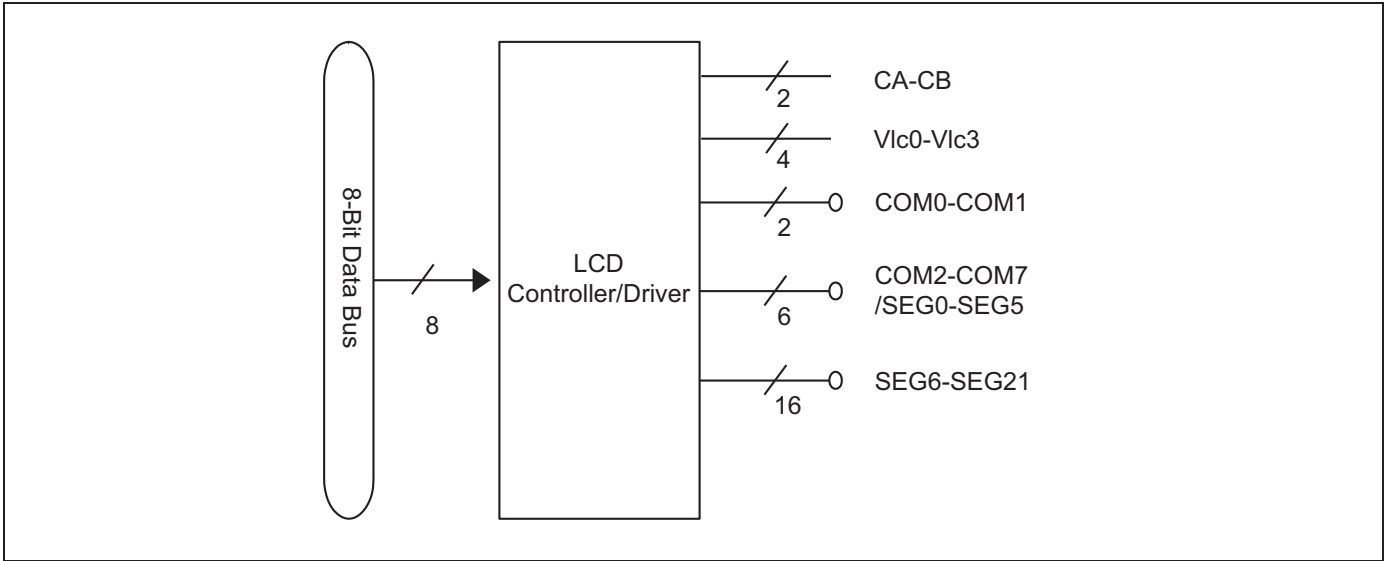 8-Bit Data Bus
8
LCD
Controller/Driver
2
CA-CB
4
Vlc0-Vlc3
2
COM0-COM1
6
COM2-COM7
/SEG0-SEG5
16
SEG6-SEG21